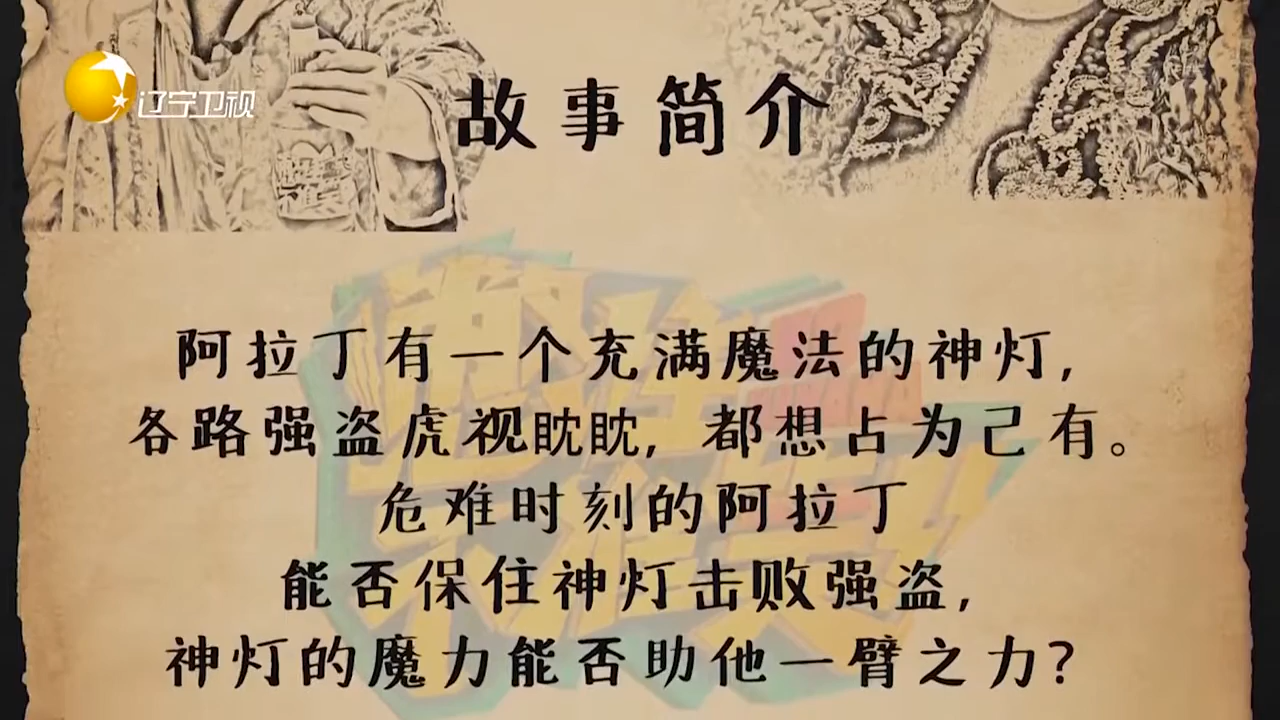 辽宁卫视
故事简介
阿拉丁有一个充满魔法的神灯，
各路强盗虎视眈眈，都想占为己有。
危难时刻的阿拉丁
能否保住神灯击败强盗，
神灯的魔力能否助他一臂之力？